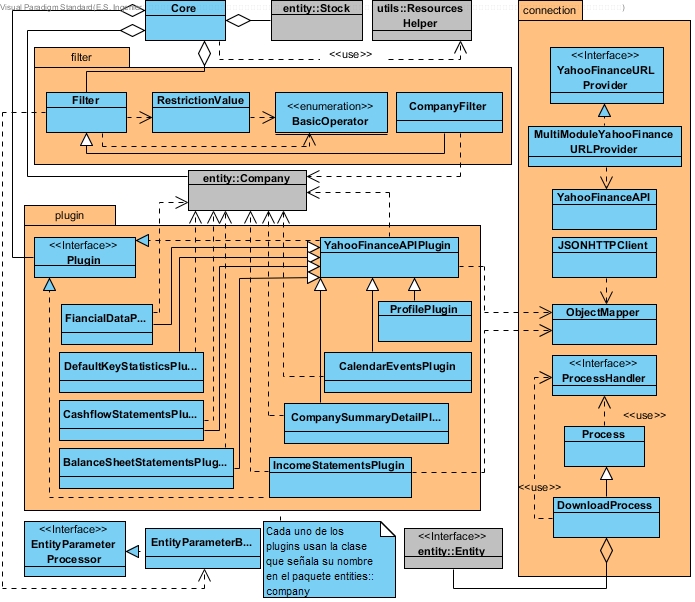 Visual Paradigm Standard(E.S. Ingenie
Core
entity::Stock
utils::Resources
Helper
connection
<<use>>
filter
<<Interface>>
YahooFinanceURL
Provider
Filter
RestrictionValue
<<enumeration>>
BasicOperator
CompanyFilter
MultiModuleYahooFinance
URLProvider
entity::Company
YahooFinanceAPI
plugin
<<Interface>>
Plugin
YahooFinanceAPIPlugin
JSONHTTPClient
FiancialDataP...
ProfilePlugin
ObjectMapper
DefaultKeyStatisticsPlu...
CalendarEventsPlugin
<<Interface>>
ProcessHandler
CashflowStatementsPlu...
CompanySummaryDetailPl...
<<use>>
Process
BalanceSheetStatementsPlug...
IncomeStatementsPlugin
<<use>>
DownloadProcess
<<Interface>>
EntityParameter
Processor
EntityParameterB...
Cada uno de los
plugins usan la clase
que señala su nombre
en el paquete entities::
company
<<Interface>>
entity::Entity